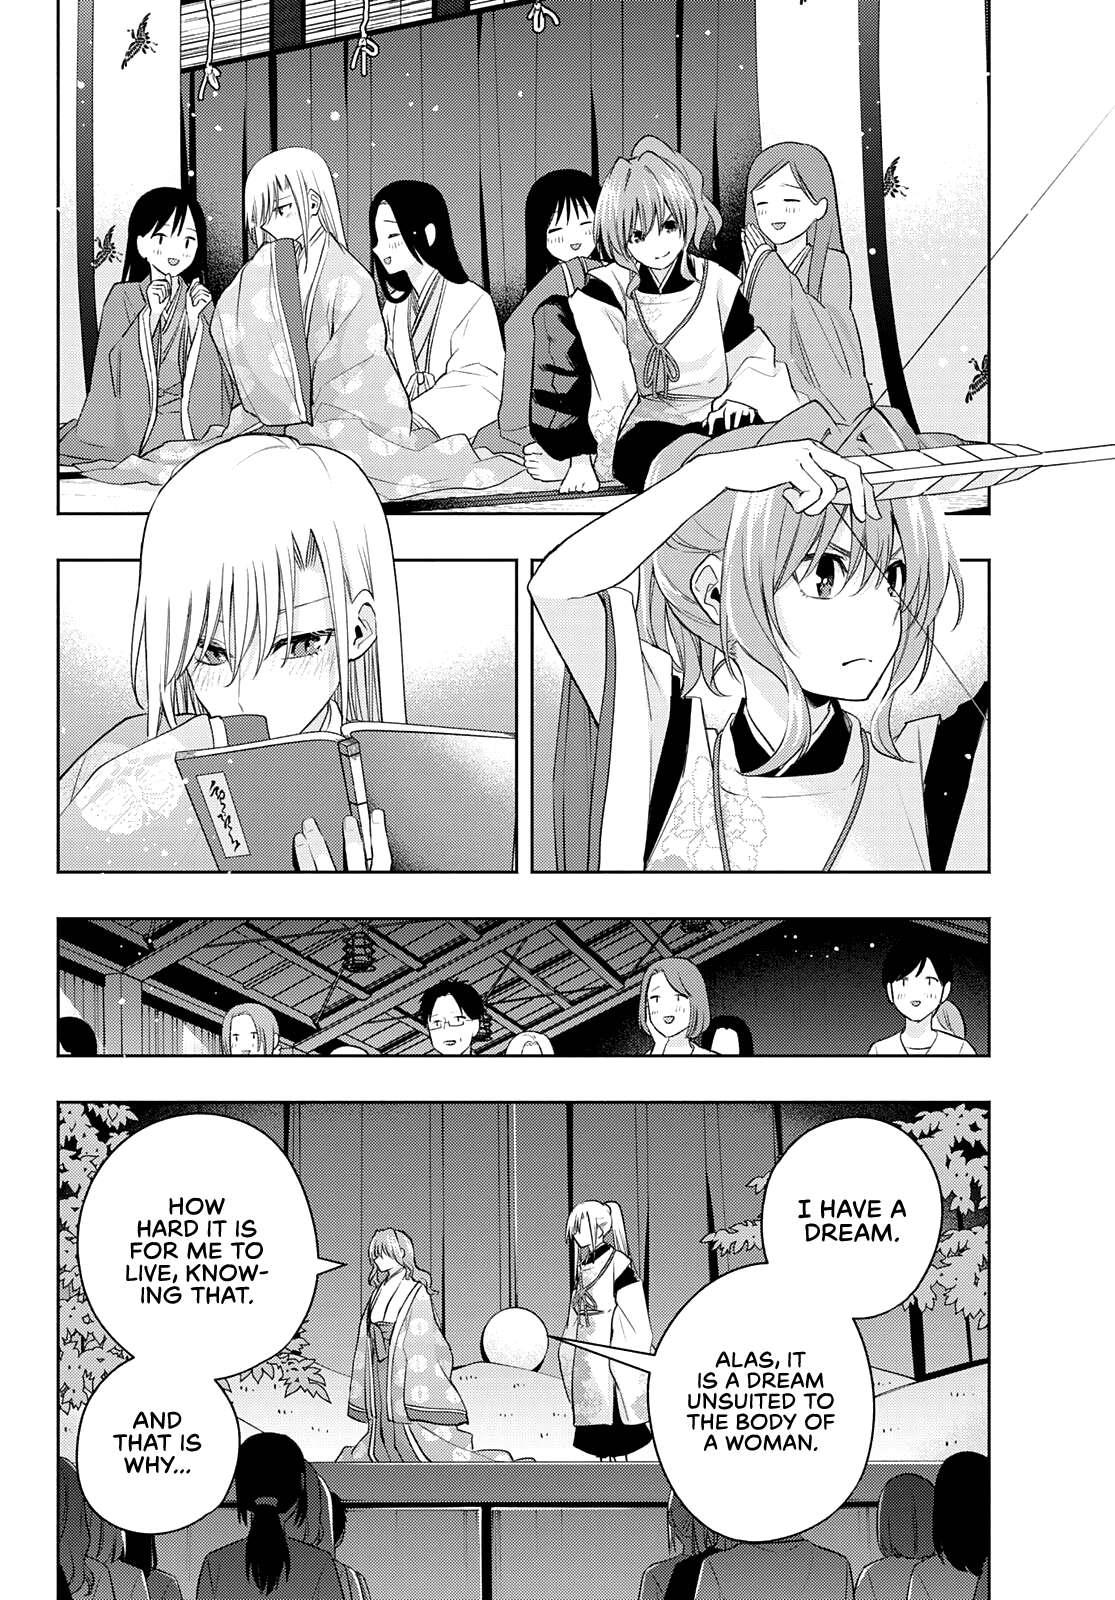 I HAVE A
DREAM.
ALAS, IT
IS A DREAM
UNSUITED TO
THE BODY OF
A WOMAN.
HOW
HARD IT IS
FOR ME TO
LIVE, KNOW-
ING THAT.
AND
THAT IS
WHY...